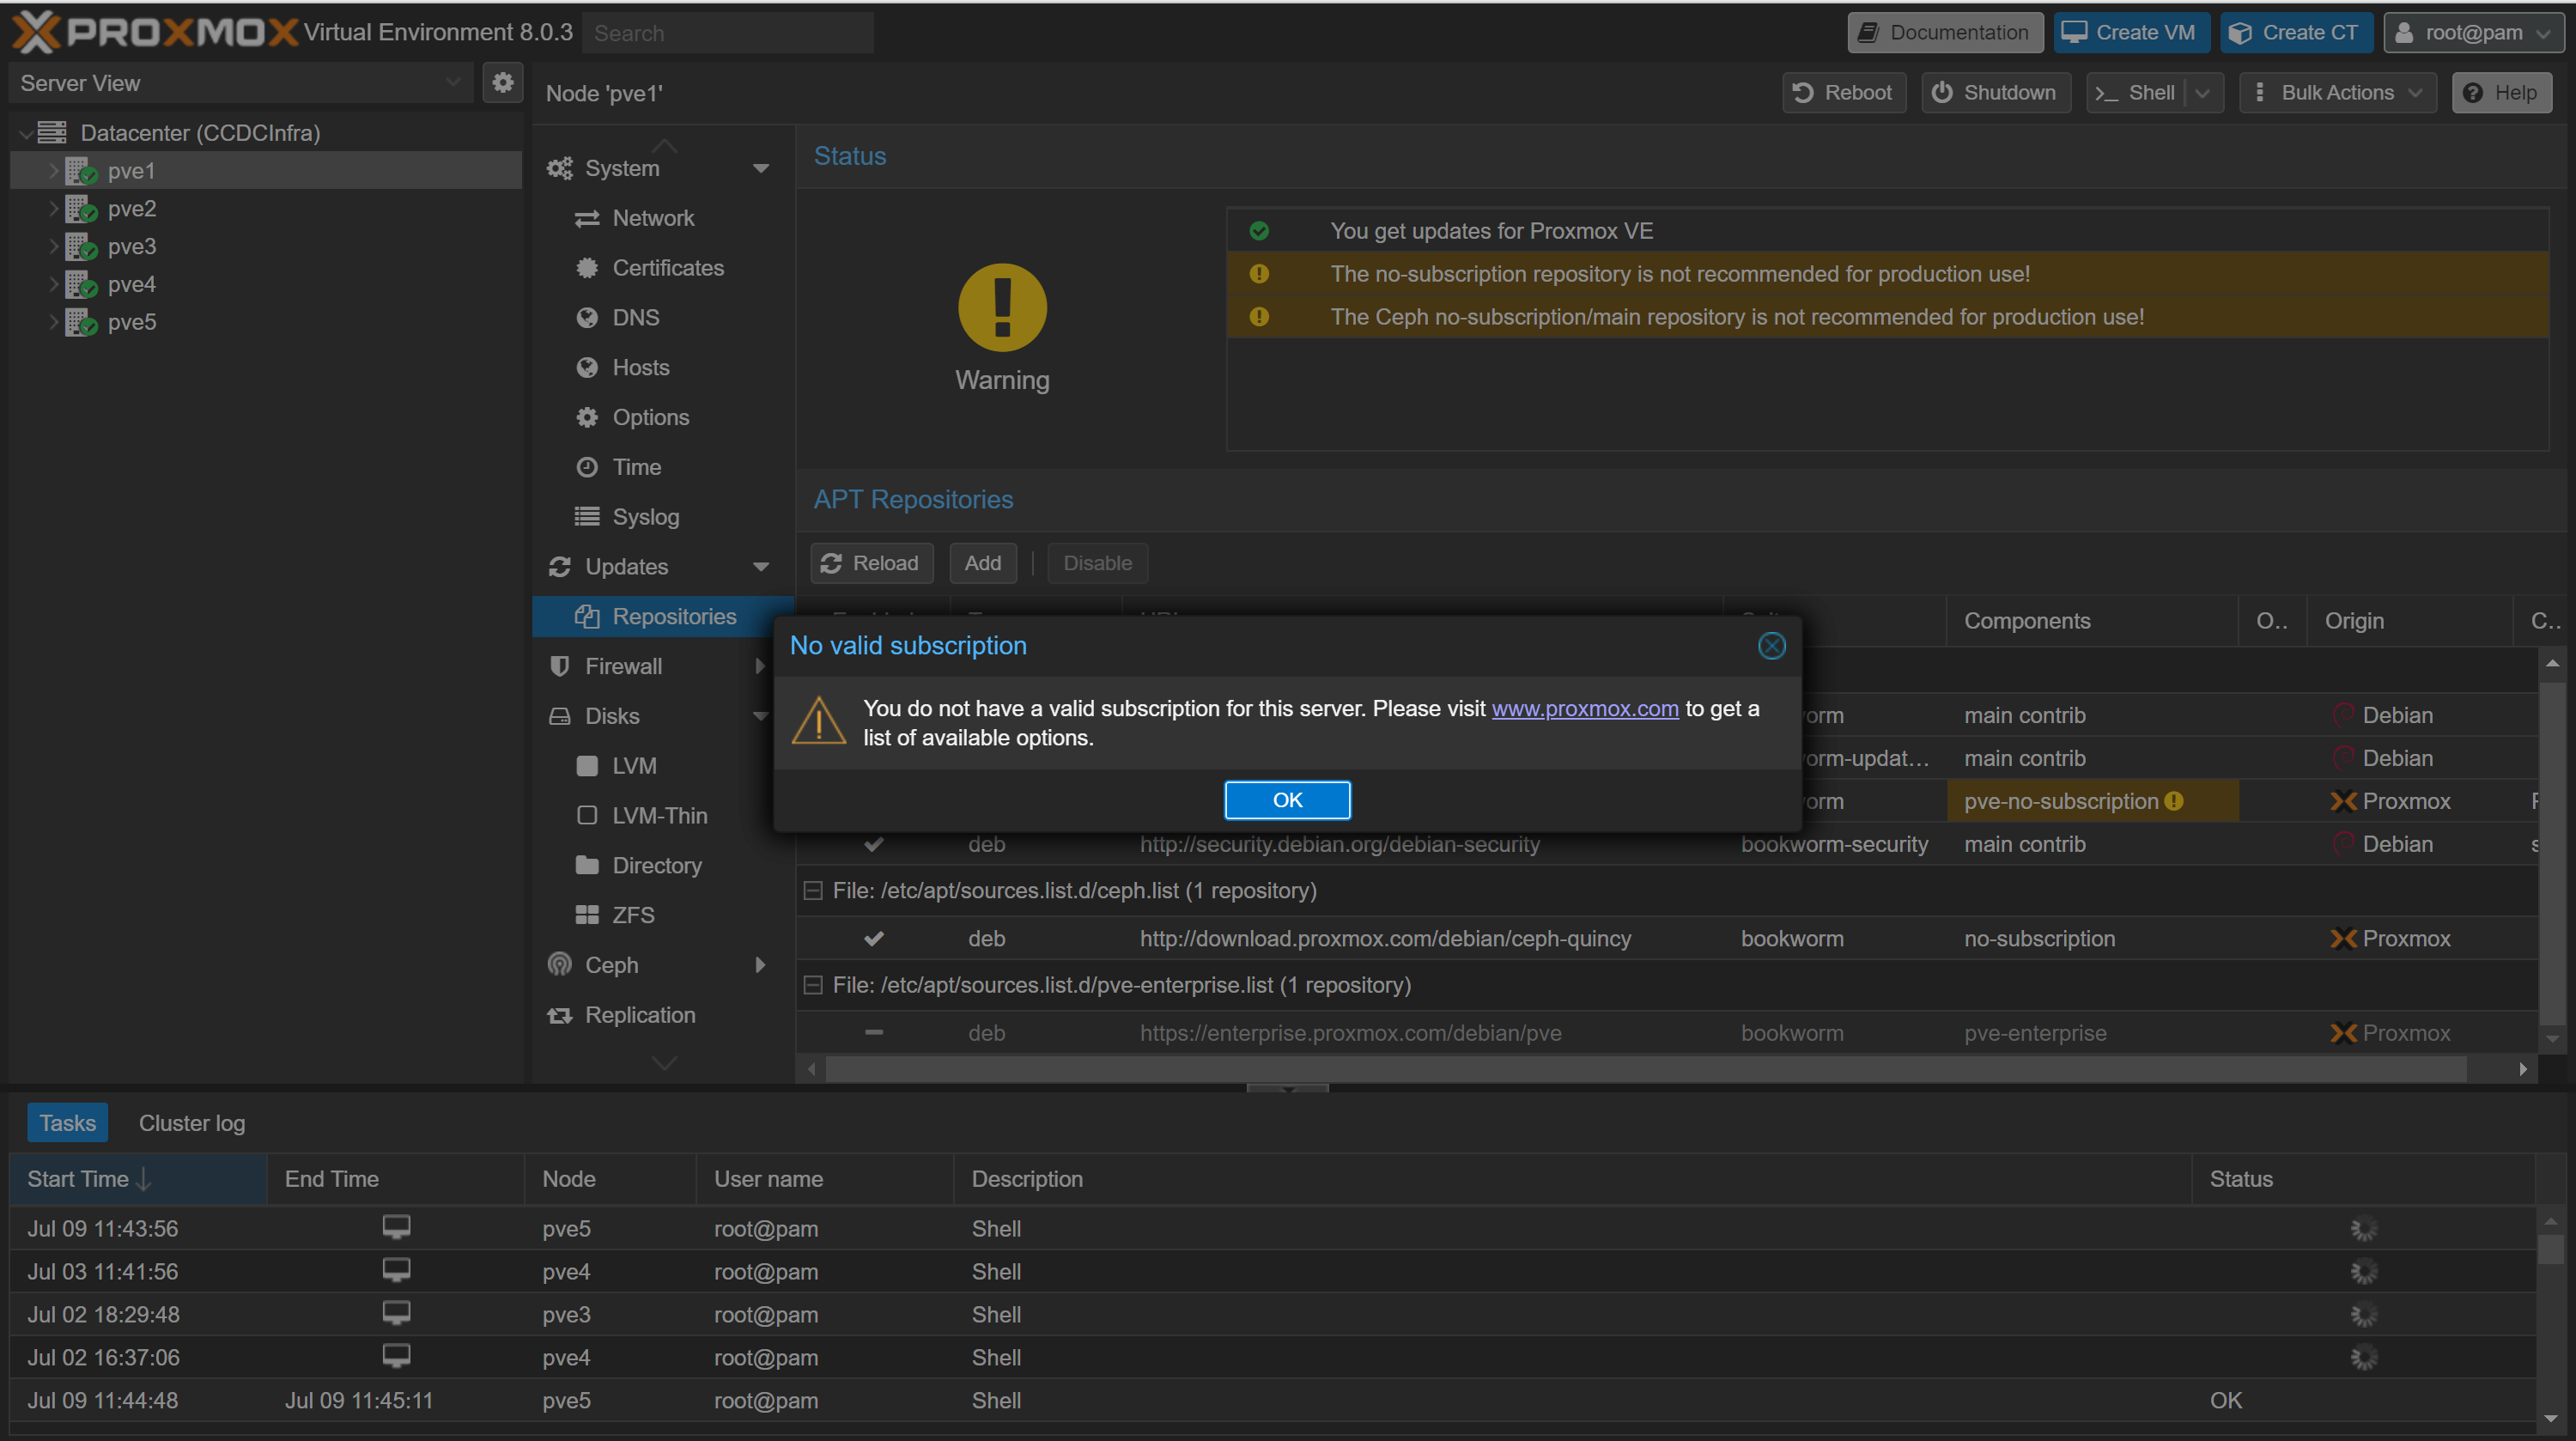 PROXMOX Virtual Environment 8.0.3 Search Documentation Create VM Create CT root@pam
Server View
Node 'pve1' Reboot Shutdown >_ Shell Bulk Actions Help
Datacenter (CCDCInfra)
pve1
pve2
pve3
pve4
pve5
System
Network
Certificates
DNS
Hosts
Options
Time
Syslog
Updates
Repositories
Firewall
Disks
LVM
LVM-Thin
Directory
ZFS
Ceph
Replication
Status
Warning
You get updates for Proxmox VE
The no-subscription repository is not recommended for production use!
The Ceph no-subscription/main repository is not recommended for production use!
APT Repositories
Reload Add Disable
Components O.. Origin C..
No valid subscription
You do not have a valid subscription for this server. Please visit www.proxmox.com to get a
list of available options.
OK
orm main contrib Debian
orm-updat... main contrib Debian
orm pve-no-subscription Proxmox
deb http://security.debian.org/debian-security bookworm-security main contrib Debian s
File: /etc/apt/sources.list.d/ceph.list (1 repository)
deb http://download.proxmox.com/debian/ceph-quincy bookworm no-subscription Proxmox
File: /etc/apt/sources.list.d/pve-enterprise.list (1 repository)
deb https://enterprise.proxmox.com/debian/pve bookworm pve-enterprise Proxmox
Tasks Cluster log
Start Time End Time Node User name Description Status
Jul 09 11:43:56 pve5 root@pam Shell
Jul 03 11:41:56 pve4 root@pam Shell
Jul 02 18:29:48 pve3 root@pam Shell
Jul 02 16:37:06 pve4 root@pam Shell
Jul 09 11:44:48 Jul 09 11:45:11 pve5 root@pam Shell OK